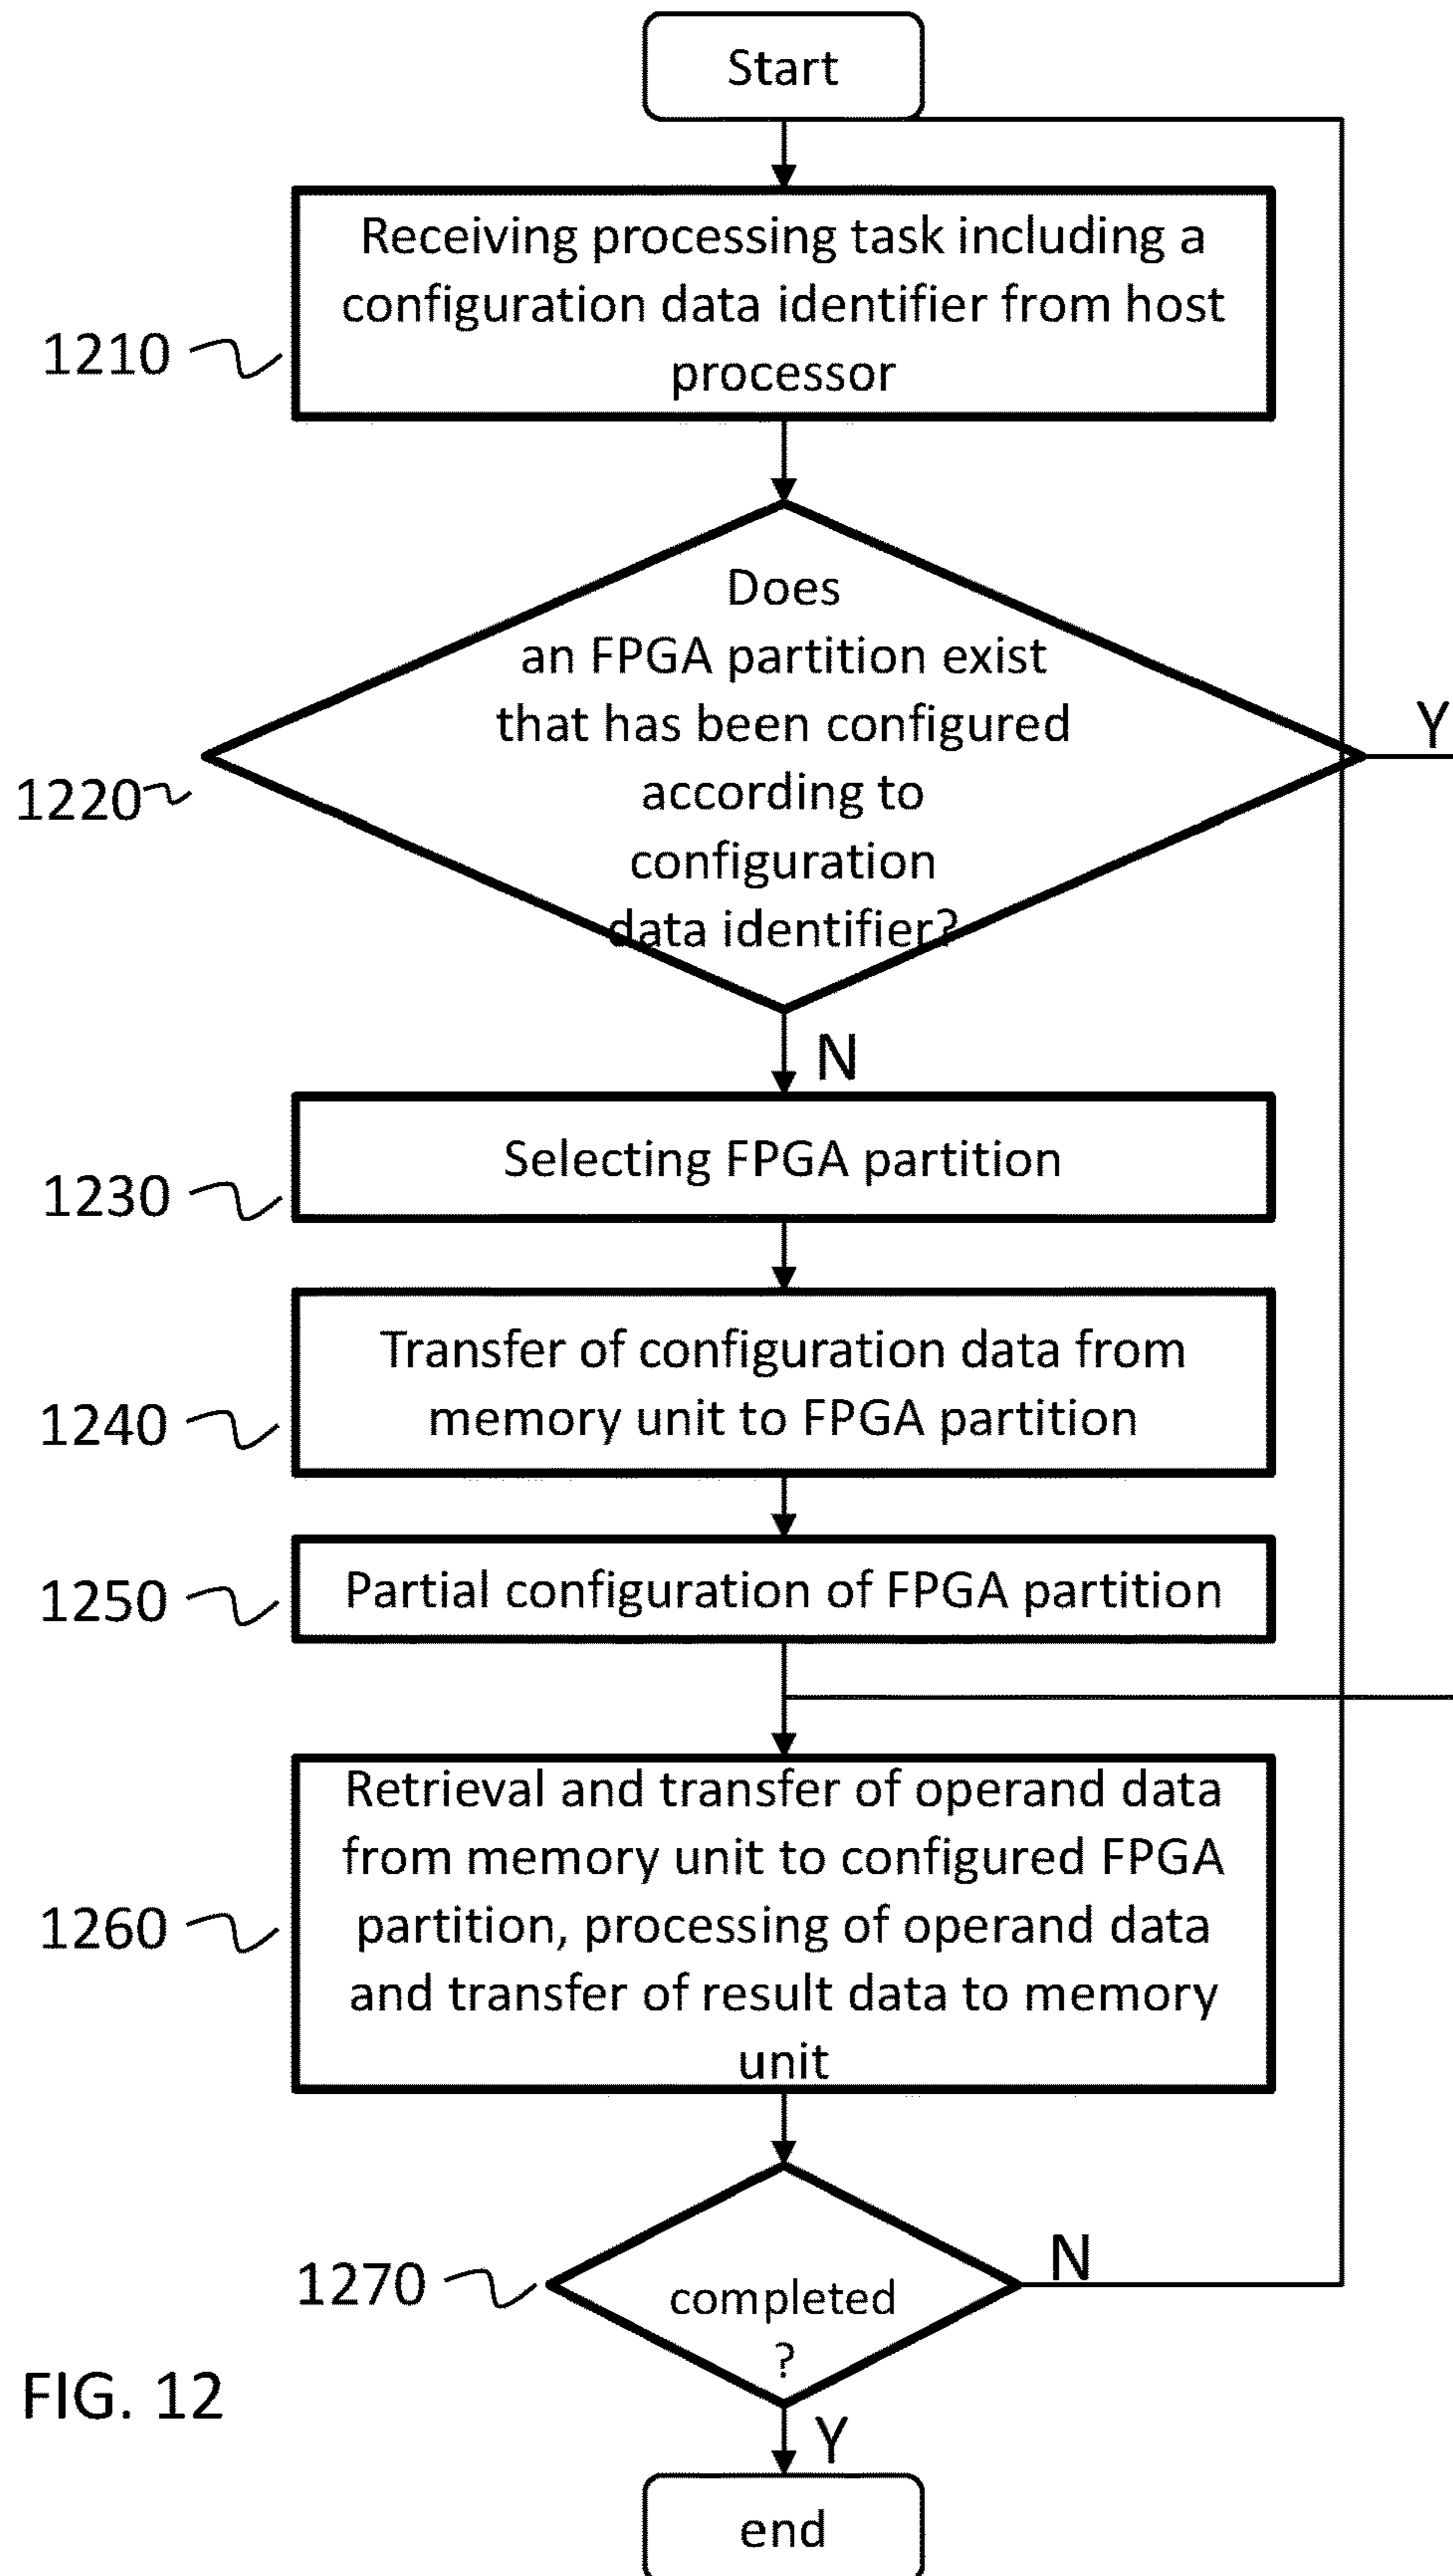 Start
Receiving processing task including a
configuration data identifier from host
processor
1210
Does
an FPGA partition exist
that has been configured
according to
configuration
data identifier?
Y
1220
N
Selecting FPGA partition
1230
Transfer of configuration data from
memory unit to FPGA partition
1240
Partial configuration of FPGA partition
1250
Retrieval and transfer of operand data
from memory unit to configured FPGA
partition, processing of operand data
and transfer of result data to memory
unit
1260
N
1270
completed
?
FIG. 12
Y
end